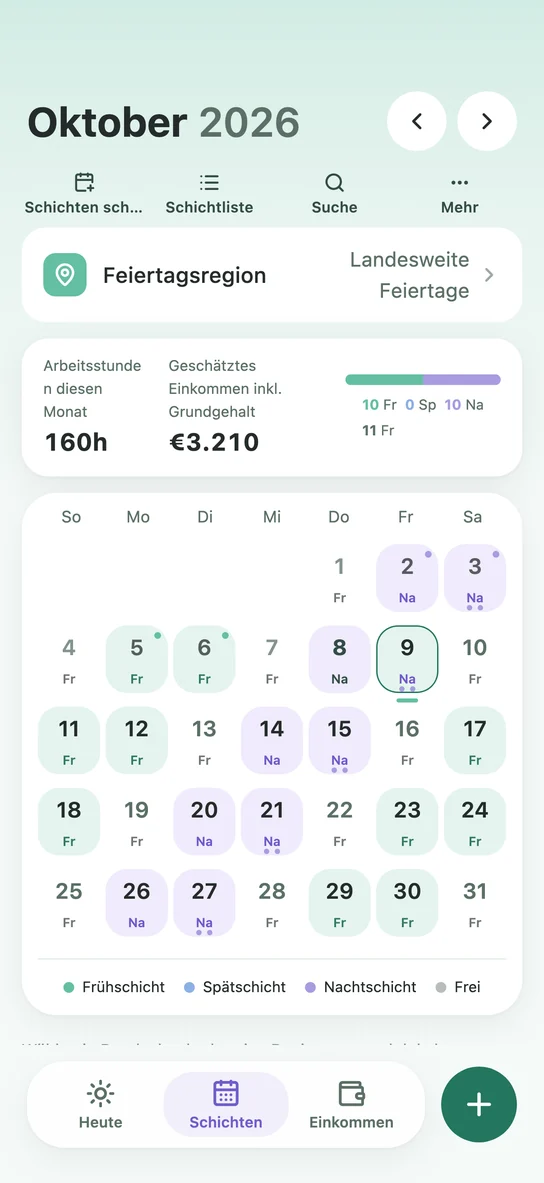 Oktober 2026
Schichten sch... Schichtliste Suche Mehr
Feiertagsregion
Landesweite
Feiertage
Arbeitsstunde
n diesen
Monat
160h
Geschätztes
Einkommen inkl.
Grundgehalt
€3.210
10 Fr 0 Sp 10 Na
11 Fr
So Mo Di Mi Do Fr Sa
1 2 3
Fr Na Na
4 5 6 7 8 9 10
Fr Fr Fr Fr Na Na Fr
11 12 13 14 15 16 17
Fr Fr Fr Na Na Fr Fr
18 19 20 21 22 23 24
Fr Fr Na Na Fr Fr Fr
25 26 27 28 29 30 31
Fr Na Na Fr Fr Fr Fr
Frühschicht Spätschicht Nachtschicht Frei
Heute Schichten Einkommen